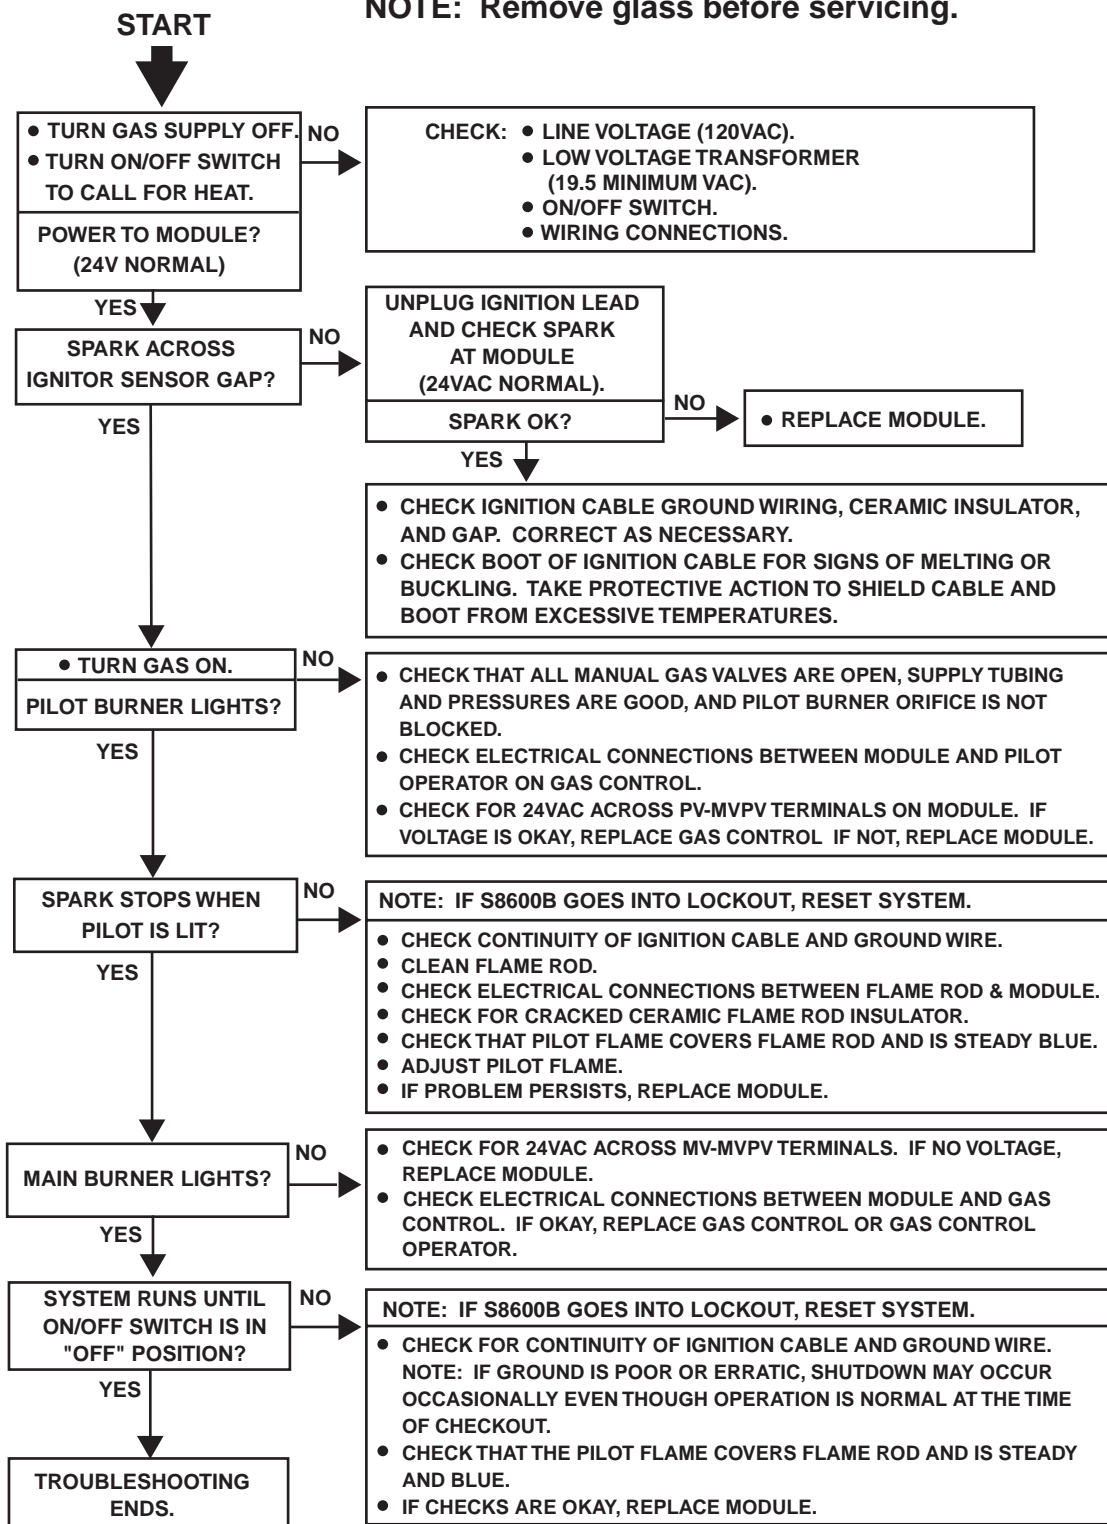 NOTE: Remove glass before servicing.
START
• TURN GAS SUPPLY OFF.
• TURN ON/OFF SWITCH
TO CALL FOR HEAT.
POWER TO MODULE?
(24V NORMAL)
NO
CHECK: • LINE VOLTAGE (120VAC).
• LOW VOLTAGE TRANSFORMER
(19.5 MINIMUM VAC).
• ON/OFF SWITCH.
• WIRING CONNECTIONS.
YES
SPARK ACROSS
IGNITOR SENSOR GAP?
NO
UNPLUG IGNITION LEAD
AND CHECK SPARK
AT MODULE
(24VAC NORMAL).
SPARK OK?
NO
• REPLACE MODULE.
YES
• CHECK IGNITION CABLE GROUND WIRING, CERAMIC INSULATOR,
AND GAP. CORRECT AS NECESSARY.
• CHECK BOOT OF IGNITION CABLE FOR SIGNS OF MELTING OR
BUCKLING. TAKE PROTECTIVE ACTION TO SHIELD CABLE AND
BOOT FROM EXCESSIVE TEMPERATURES.
YES
• TURN GAS ON.
PILOT BURNER LIGHTS?
NO
• CHECK THAT ALL MANUAL GAS VALVES ARE OPEN, SUPPLY TUBING
AND PRESSURES ARE GOOD, AND PILOT BURNER ORIFICE IS NOT
BLOCKED.
• CHECK ELECTRICAL CONNECTIONS BETWEEN MODULE AND PILOT
OPERATOR ON GAS CONTROL.
• CHECK FOR 24VAC ACROSS PV-MVPV TERMINALS ON MODULE. IF
VOLTAGE IS OKAY, REPLACE GAS CONTROL IF NOT, REPLACE MODULE.
YES
SPARK STOPS WHEN
PILOT IS LIT?
NO
NOTE: IF S8600B GOES INTO LOCKOUT, RESET SYSTEM.
• CHECK CONTINUITY OF IGNITION CABLE AND GROUND WIRE.
• CLEAN FLAME ROD.
• CHECK ELECTRICAL CONNECTIONS BETWEEN FLAME ROD & MODULE.
• CHECK FOR CRACKED CERAMIC FLAME ROD INSULATOR.
• CHECK THAT PILOT FLAME COVERS FLAME ROD AND IS STEADY BLUE.
• ADJUST PILOT FLAME.
• IF PROBLEM PERSISTS, REPLACE MODULE.
YES
MAIN BURNER LIGHTS?
NO
• CHECK FOR 24VAC ACROSS MV-MVPV TERMINALS. IF NO VOLTAGE,
REPLACE MODULE.
• CHECK ELECTRICAL CONNECTIONS BETWEEN MODULE AND GAS
CONTROL. IF OKAY, REPLACE GAS CONTROL OR GAS CONTROL
OPERATOR.
YES
SYSTEM RUNS UNTIL
ON/OFF SWITCH IS IN
"OFF" POSITION?
NO
NOTE: IF S8600B GOES INTO LOCKOUT, RESET SYSTEM.
• CHECK FOR CONTINUITY OF IGNITION CABLE AND GROUND WIRE.
NOTE: IF GROUND IS POOR OR ERRATIC, SHUTDOWN MAY OCCUR
OCCASIONALLY EVEN THOUGH OPERATION IS NORMAL AT THE TIME
OF CHECKOUT.
• CHECK THAT THE PILOT FLAME COVERS FLAME ROD AND IS STEADY
AND BLUE.
• IF CHECKS ARE OKAY, REPLACE MODULE.
YES
TROUBLESHOOTING
ENDS.